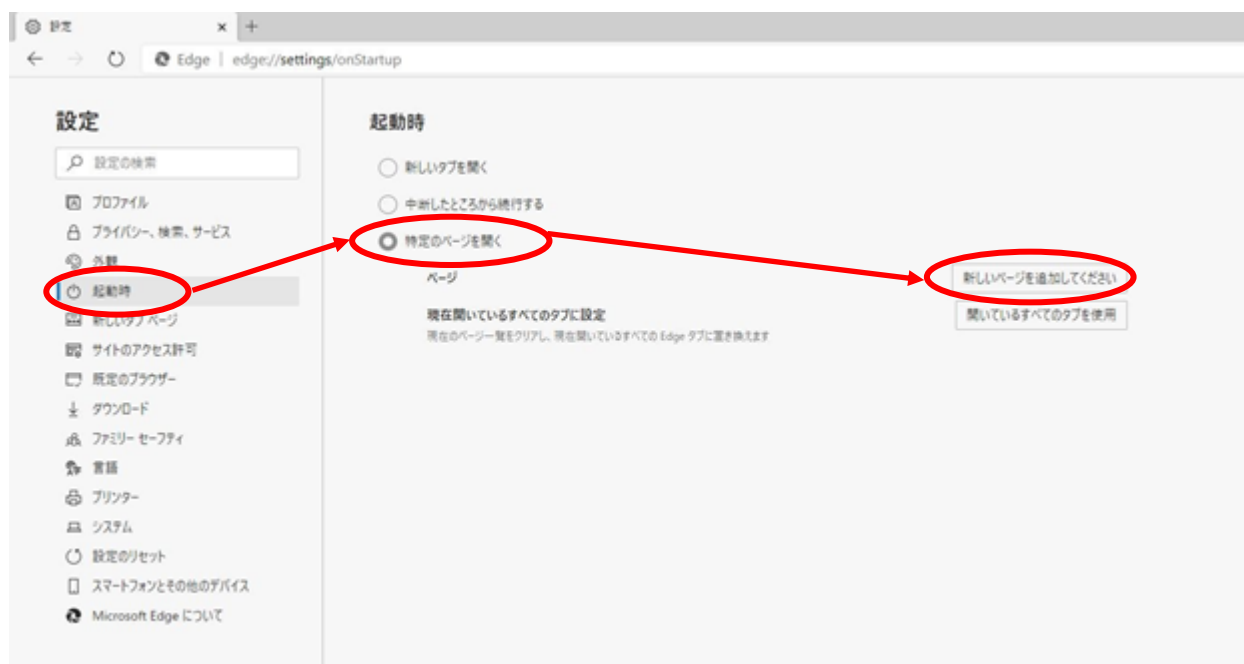 設定
Edge | edge://settings/onStartup
設定
設定の検索
プロファイル
プライバシー、検索、サービス
外観
起動時
新しいタブ ページ
サイトのアクセス許可
既定のブラウザー
ダウンロード
ファミリー セーフティ
言語
プリンター
システム
設定のリセット
スマートフォンとその他のデバイス
Microsoft Edge について
起動時
新しいタブを開く
中断したところから続行する
特定のページを開く
ページ
新しいページを追加してください
現在開いているすべてのタブに設定
開いているすべてのタブを使用
現在のページ一覧をクリアし、現在開いているすべての Edge タブに置き換えます